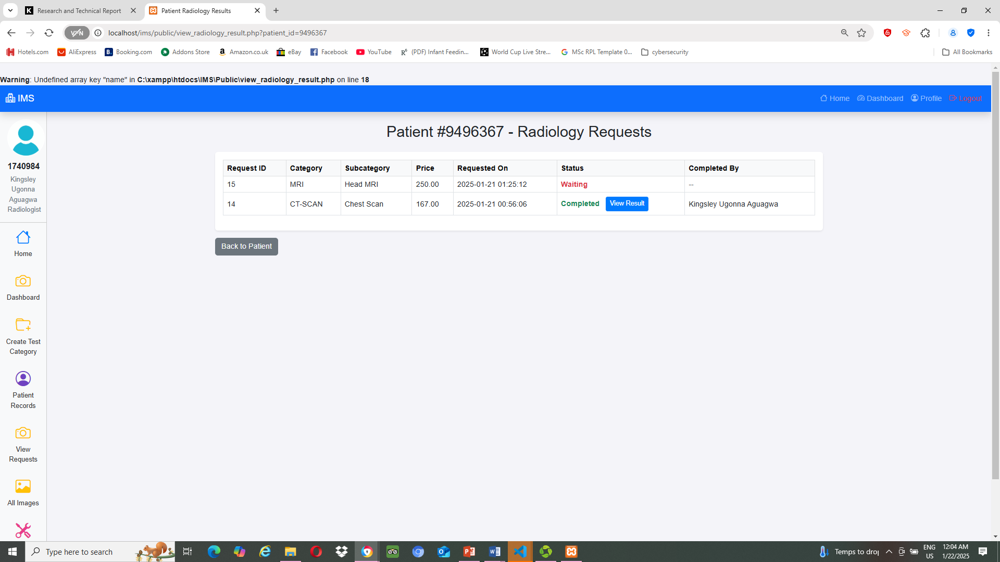 Research and Technical Report
Patient Radiology Results
VPN
localhost/ims/public/view_radiology_result.php?patient_id=9496367
Hotels.com
AliExpress
Booking.com
Addons Store
Amazon.co.uk
eBay
Facebook
YouTube
(PDF) Infant Feedin...
World Cup Live Stre...
MSc RPL Template 0...
cybersecurity
All Bookmarks
Warning: Undefined array key "name" in C:\xampp\htdocs\IMS\Public\view_radiology_result.php on line 18
IMS
Home
Dashboard
Profile
Logout
1740984
Kingsley
Ugonna
Aguagwa
Radiologist
Home
Dashboard
Create Test
Category
Patient
Records
View
Requests
All Images
Patient #9496367 - Radiology Requests
Request ID Category Subcategory Price Requested On Status Completed By
15 MRI Head MRI 250.00 2025-01-21 01:25:12 Waiting --
14 CT-SCAN Chest Scan 167.00 2025-01-21 00:56:06 Completed View Result Kingsley Ugonna Aguagwa
Back to Patient
Type here to search
Temps to drop
ENG
US
12:04 AM
1/22/2025